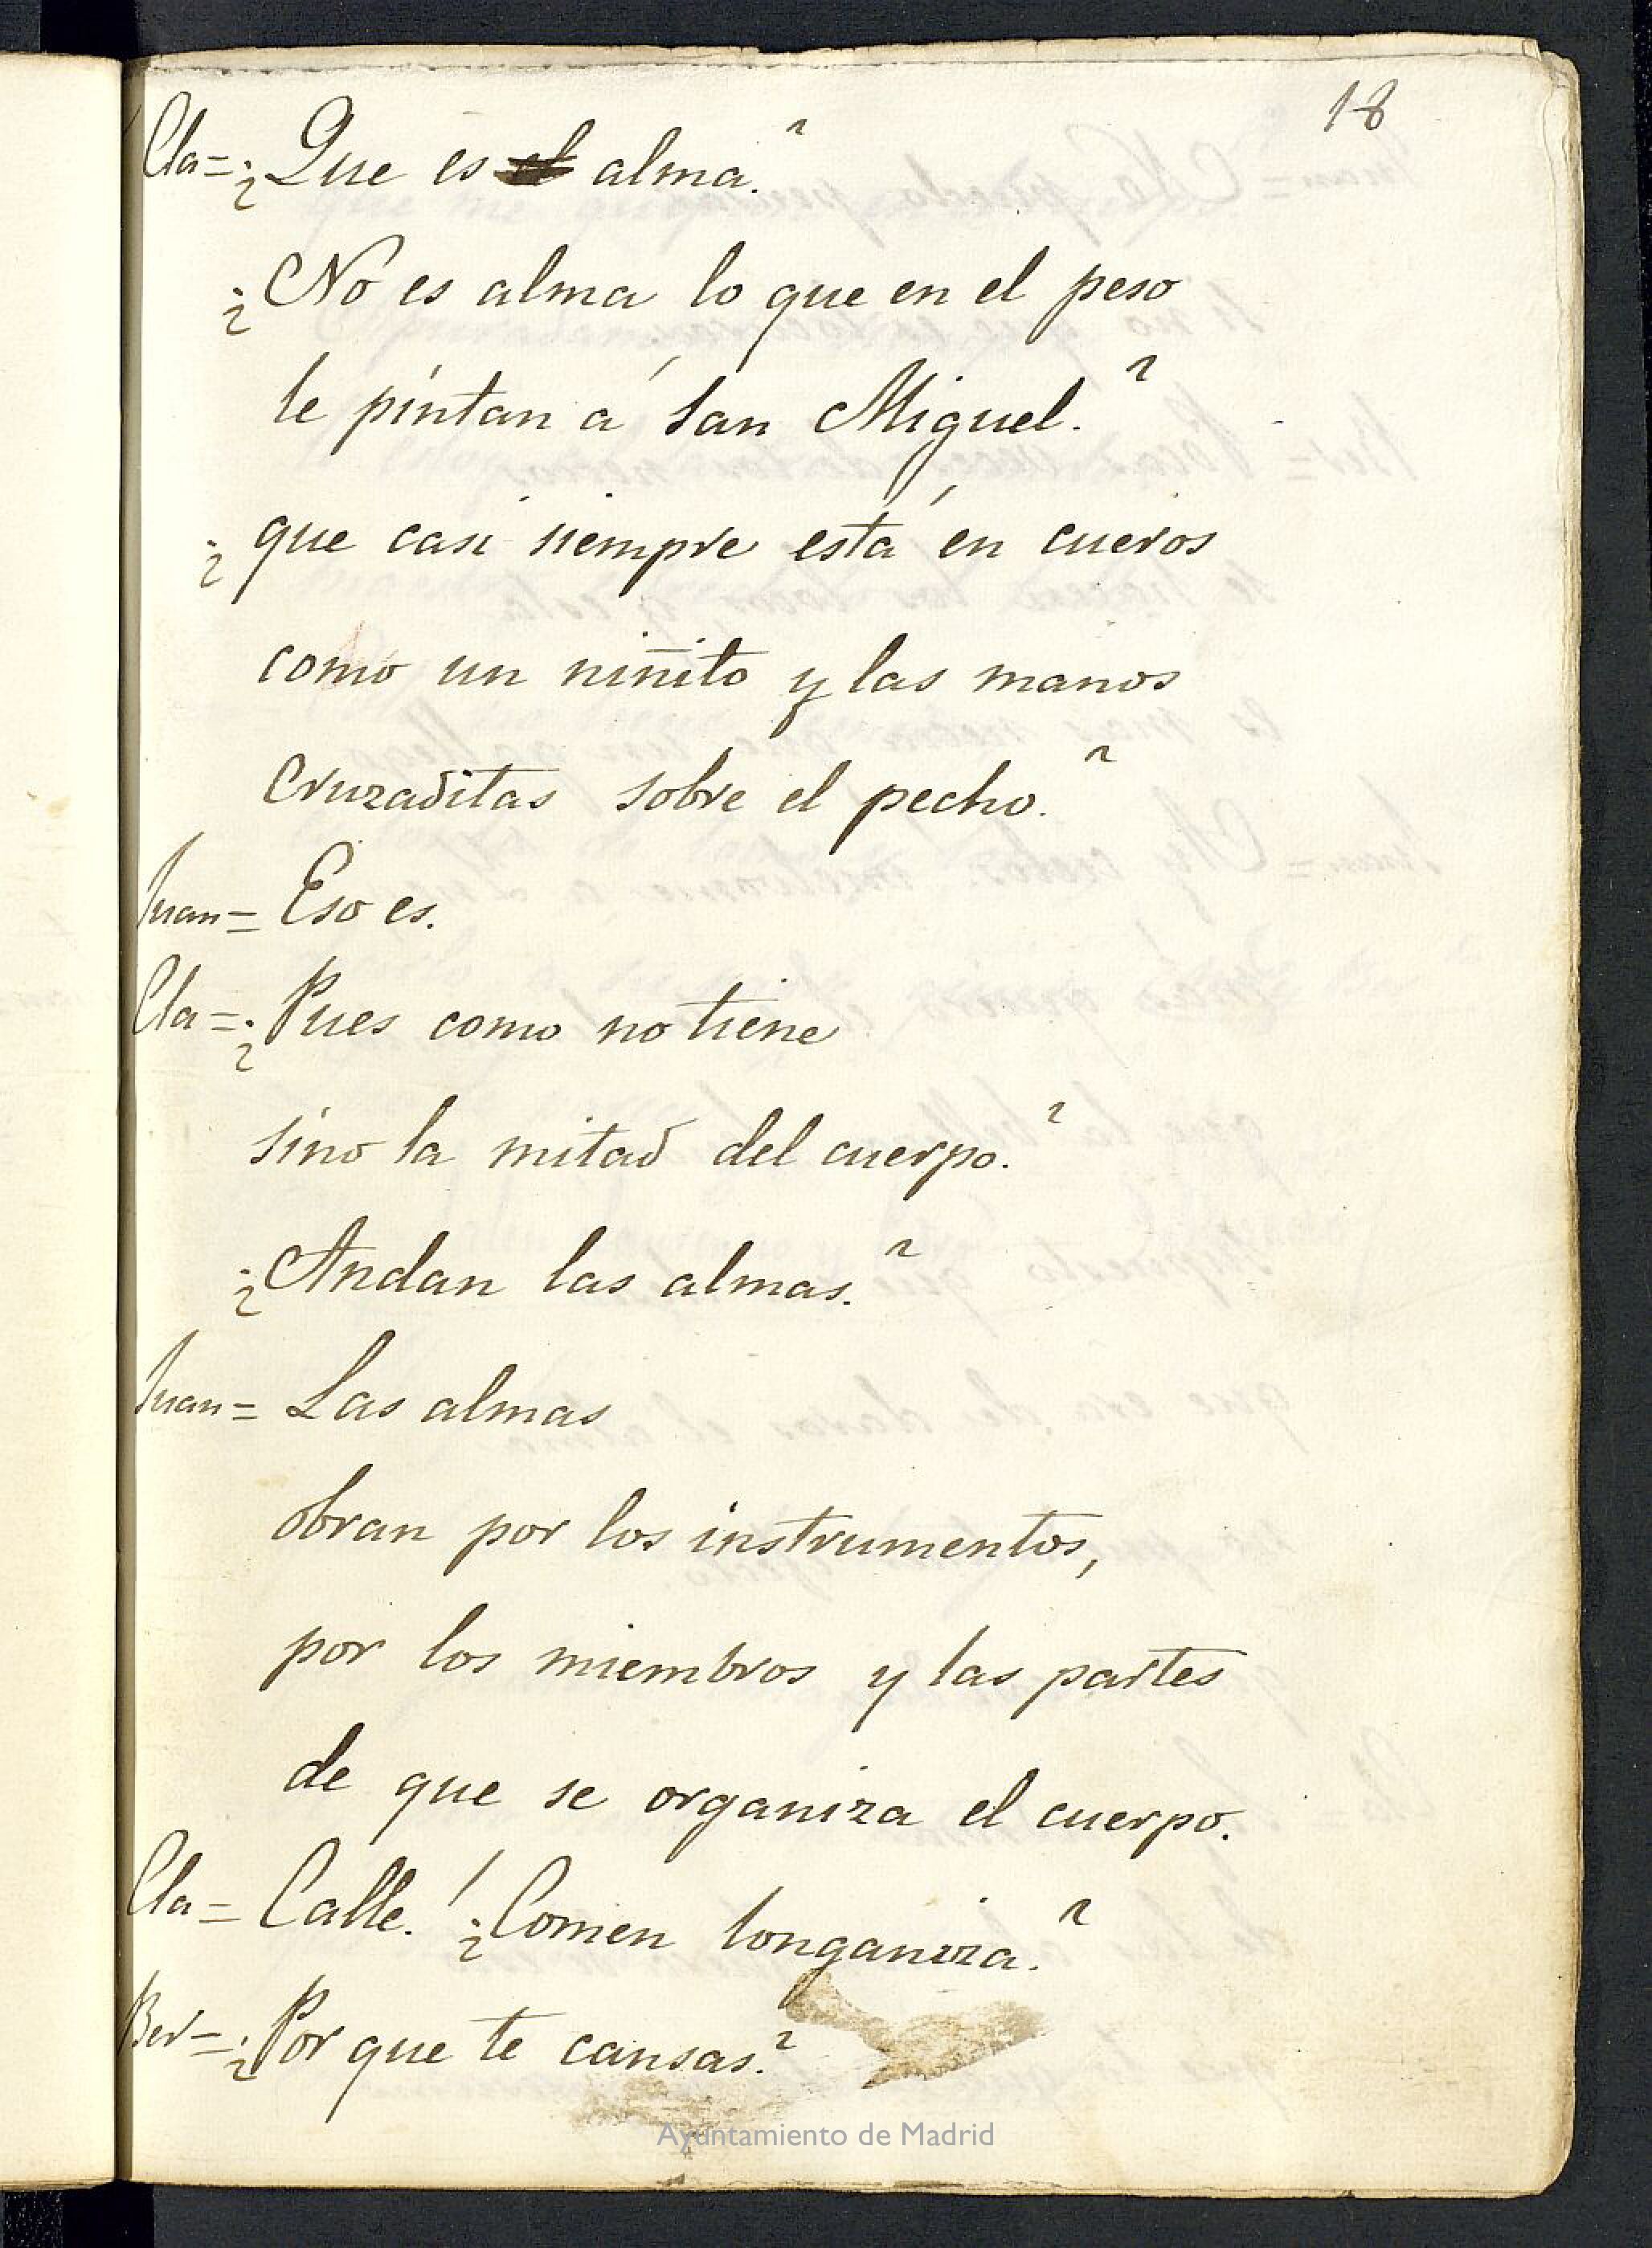 18
Cla= ¿Que es el alma.?
¿No es alma lo que en el peso
le pintan á San Miguel.?
¿que casi siempre está en cueros
como un niñito y las manos
cruzaditas sobre el pecho.?
Juan= Eso es.
Cla= ¿Pues como no tiene
sino la mitad del cuerpo.?
¿Andan las almas.?
Juan= Las almas
obran por los instrumentos,
por los miembros y las partes
de que se organiza el cuerpo.
Cla= Calle.! ¿Comen longaniza.?
Ber= ¿Por que te cansas.?
Ayuntamiento de Madrid